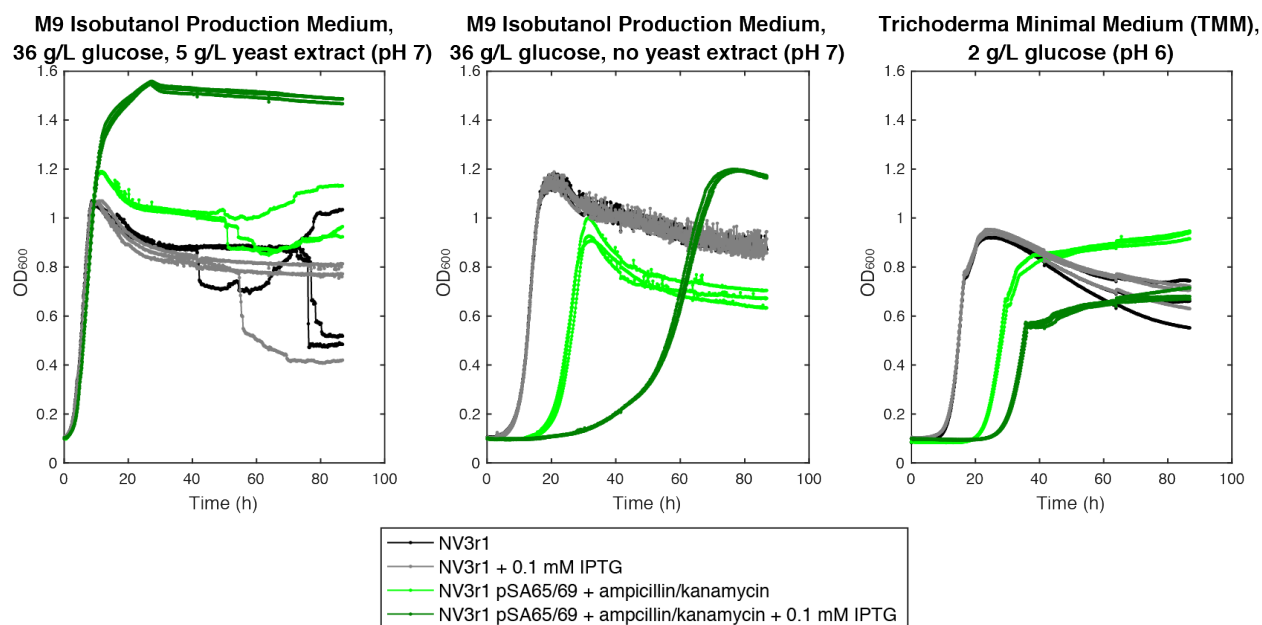 M9 Isobutanol Production Medium,
36 g/L glucose, 5 g/L yeast extract (pH 7)
M9 Isobutanol Production Medium,
36 g/L glucose, no yeast extract (pH 7)
Trichoderma Minimal Medium (TMM),
2 g/L glucose (pH 6)
1.6
1.4
1.2
1
0.8
0.6
0.4
0.2
0
OD600
0 20 40 60 80 100
Time (h)
1.6
1.4
1.2
1
0.8
0.6
0.4
0.2
0
OD600
0 20 40 60 80 100
Time (h)
1.6
1.4
1.2
1
0.8
0.6
0.4
0.2
0
OD600
0 20 40 60 80 100
Time (h)
NV3r1
NV3r1 + 0.1 mM IPTG
NV3r1 pSA65/69 + ampicillin/kanamycin
NV3r1 pSA65/69 + ampcillin/kanamycin + 0.1 mM IPTG